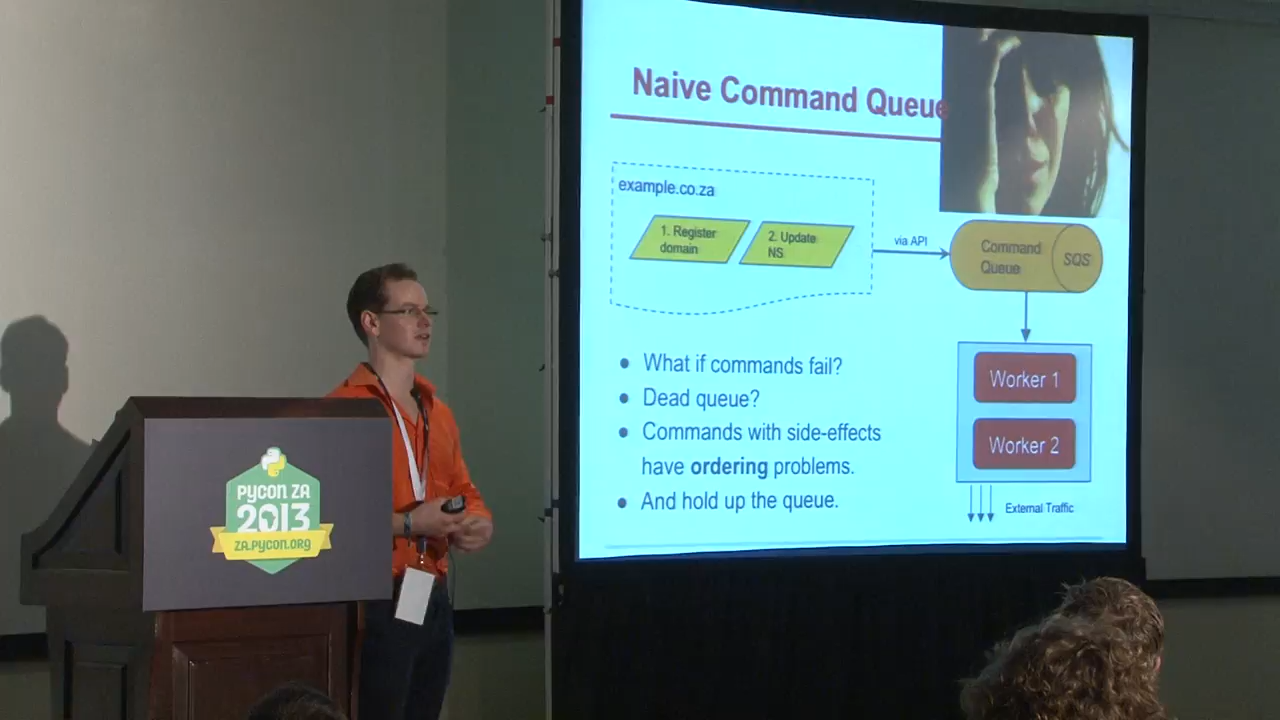 Naive Command Queue
example.co.za
1. Register
domain
2. Update
NS
via API
Command
Queue
SQS
Worker 1
Worker 2
External Traffic
● What if commands fail?
● Dead queue?
● Commands with side-effects
have ordering problems.
● And hold up the queue.
PYCON ZA
2013
ZA.PYCON.ORG